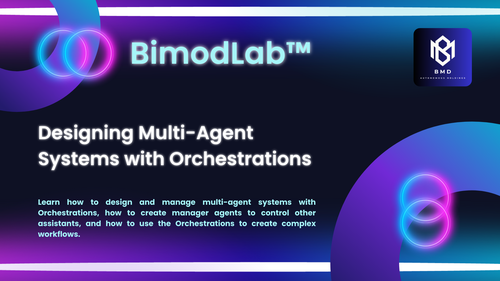 BimodLab™
BMD
AUTONOMOUS HOLDINGS
Designing Multi-Agent
Systems with Orchestrations
Learn how to design and manage multi-agent systems with
Orchestrations, how to create manager agents to control other
assistants, and how to use the Orchestrations to create complex
workflows.